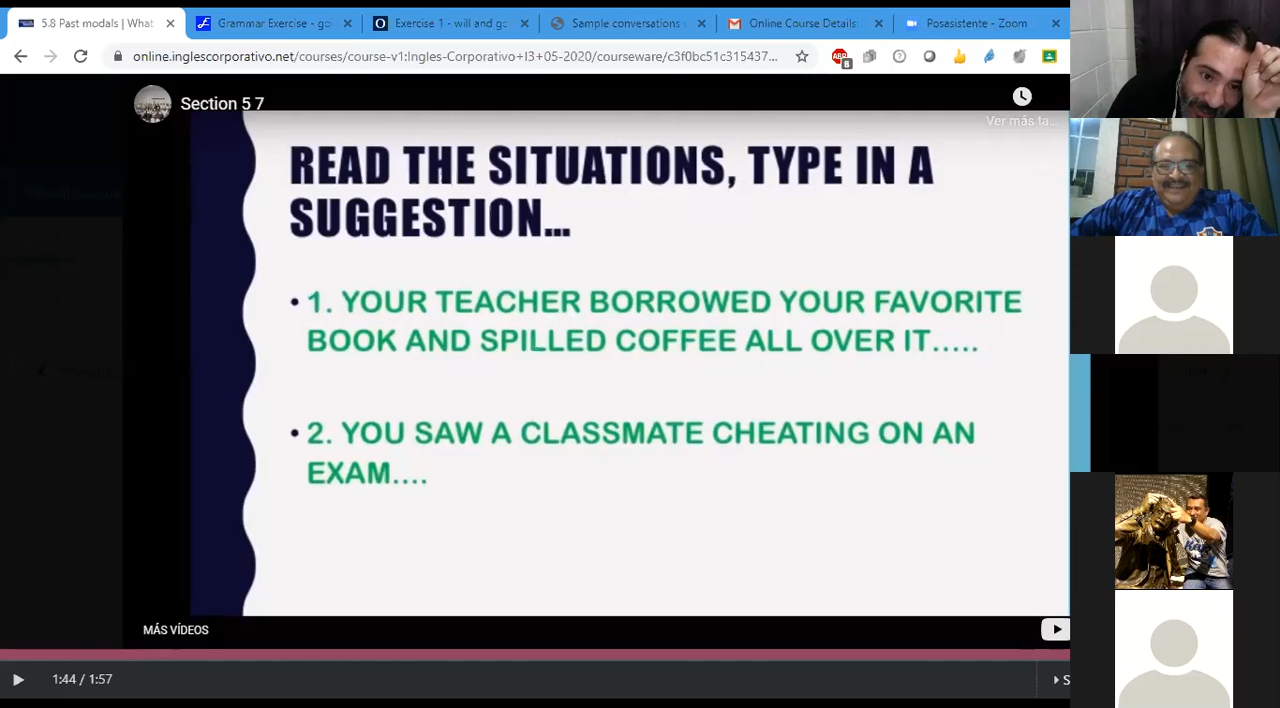 5.8 Past modals | What
Grammar Exercise - go
Exercise 1 - will and go
Sample conversations
Online Course Details:
Posasistente - Zoom
online.inglescorporativo.net/courses/course-v1:Ingles-Corporativo+I3+05-2020/courseware/c3f0bc51c315437...
ABP
8
Section 5 7
Ver más ta...
READ THE SITUATIONS, TYPE IN A
SUGGESTION...
• 1. YOUR TEACHER BORROWED YOUR FAVORITE
BOOK AND SPILLED COFFEE ALL OVER IT.....
• 2. YOU SAW A CLASSMATE CHEATING ON AN
EXAM....
MÁS VÍDEOS
1:44 / 1:57
S